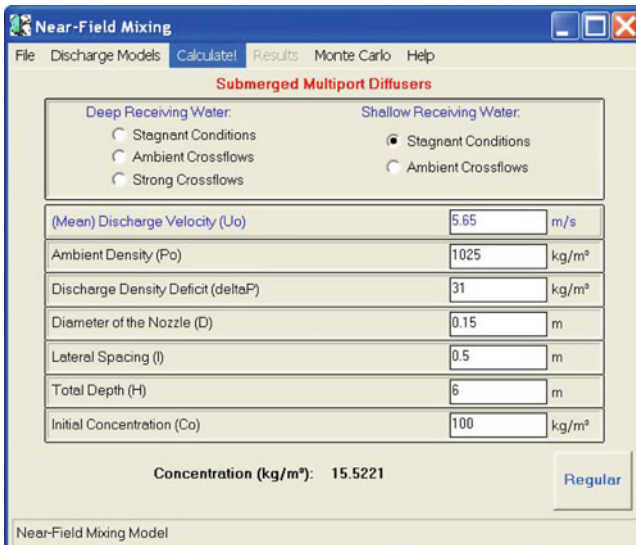 Near-Field Mixing
File Discharge Models Calculate! Results Monte Carlo Help
Submerged Multiport Diffusers
Deep Receiving Water:
Stagnant Conditions
Ambient Crossflows
Strong Crossflows
Shallow Receiving Water:
Stagnant Conditions
Ambient Crossflows
(Mean) Discharge Velocity (Uo) 5.65 m/s
Ambient Density (Po) 1025 kg/m³
Discharge Density Deficit (deltaP) 31 kg/m³
Diameter of the Nozzle (D) 0.15 m
Lateral Spacing (l) 0.5 m
Total Depth (H) 6 m
Initial Concentration (Co) 100 kg/m³
Concentration (kg/m³): 15.5221
Regular
Near-Field Mixing Model